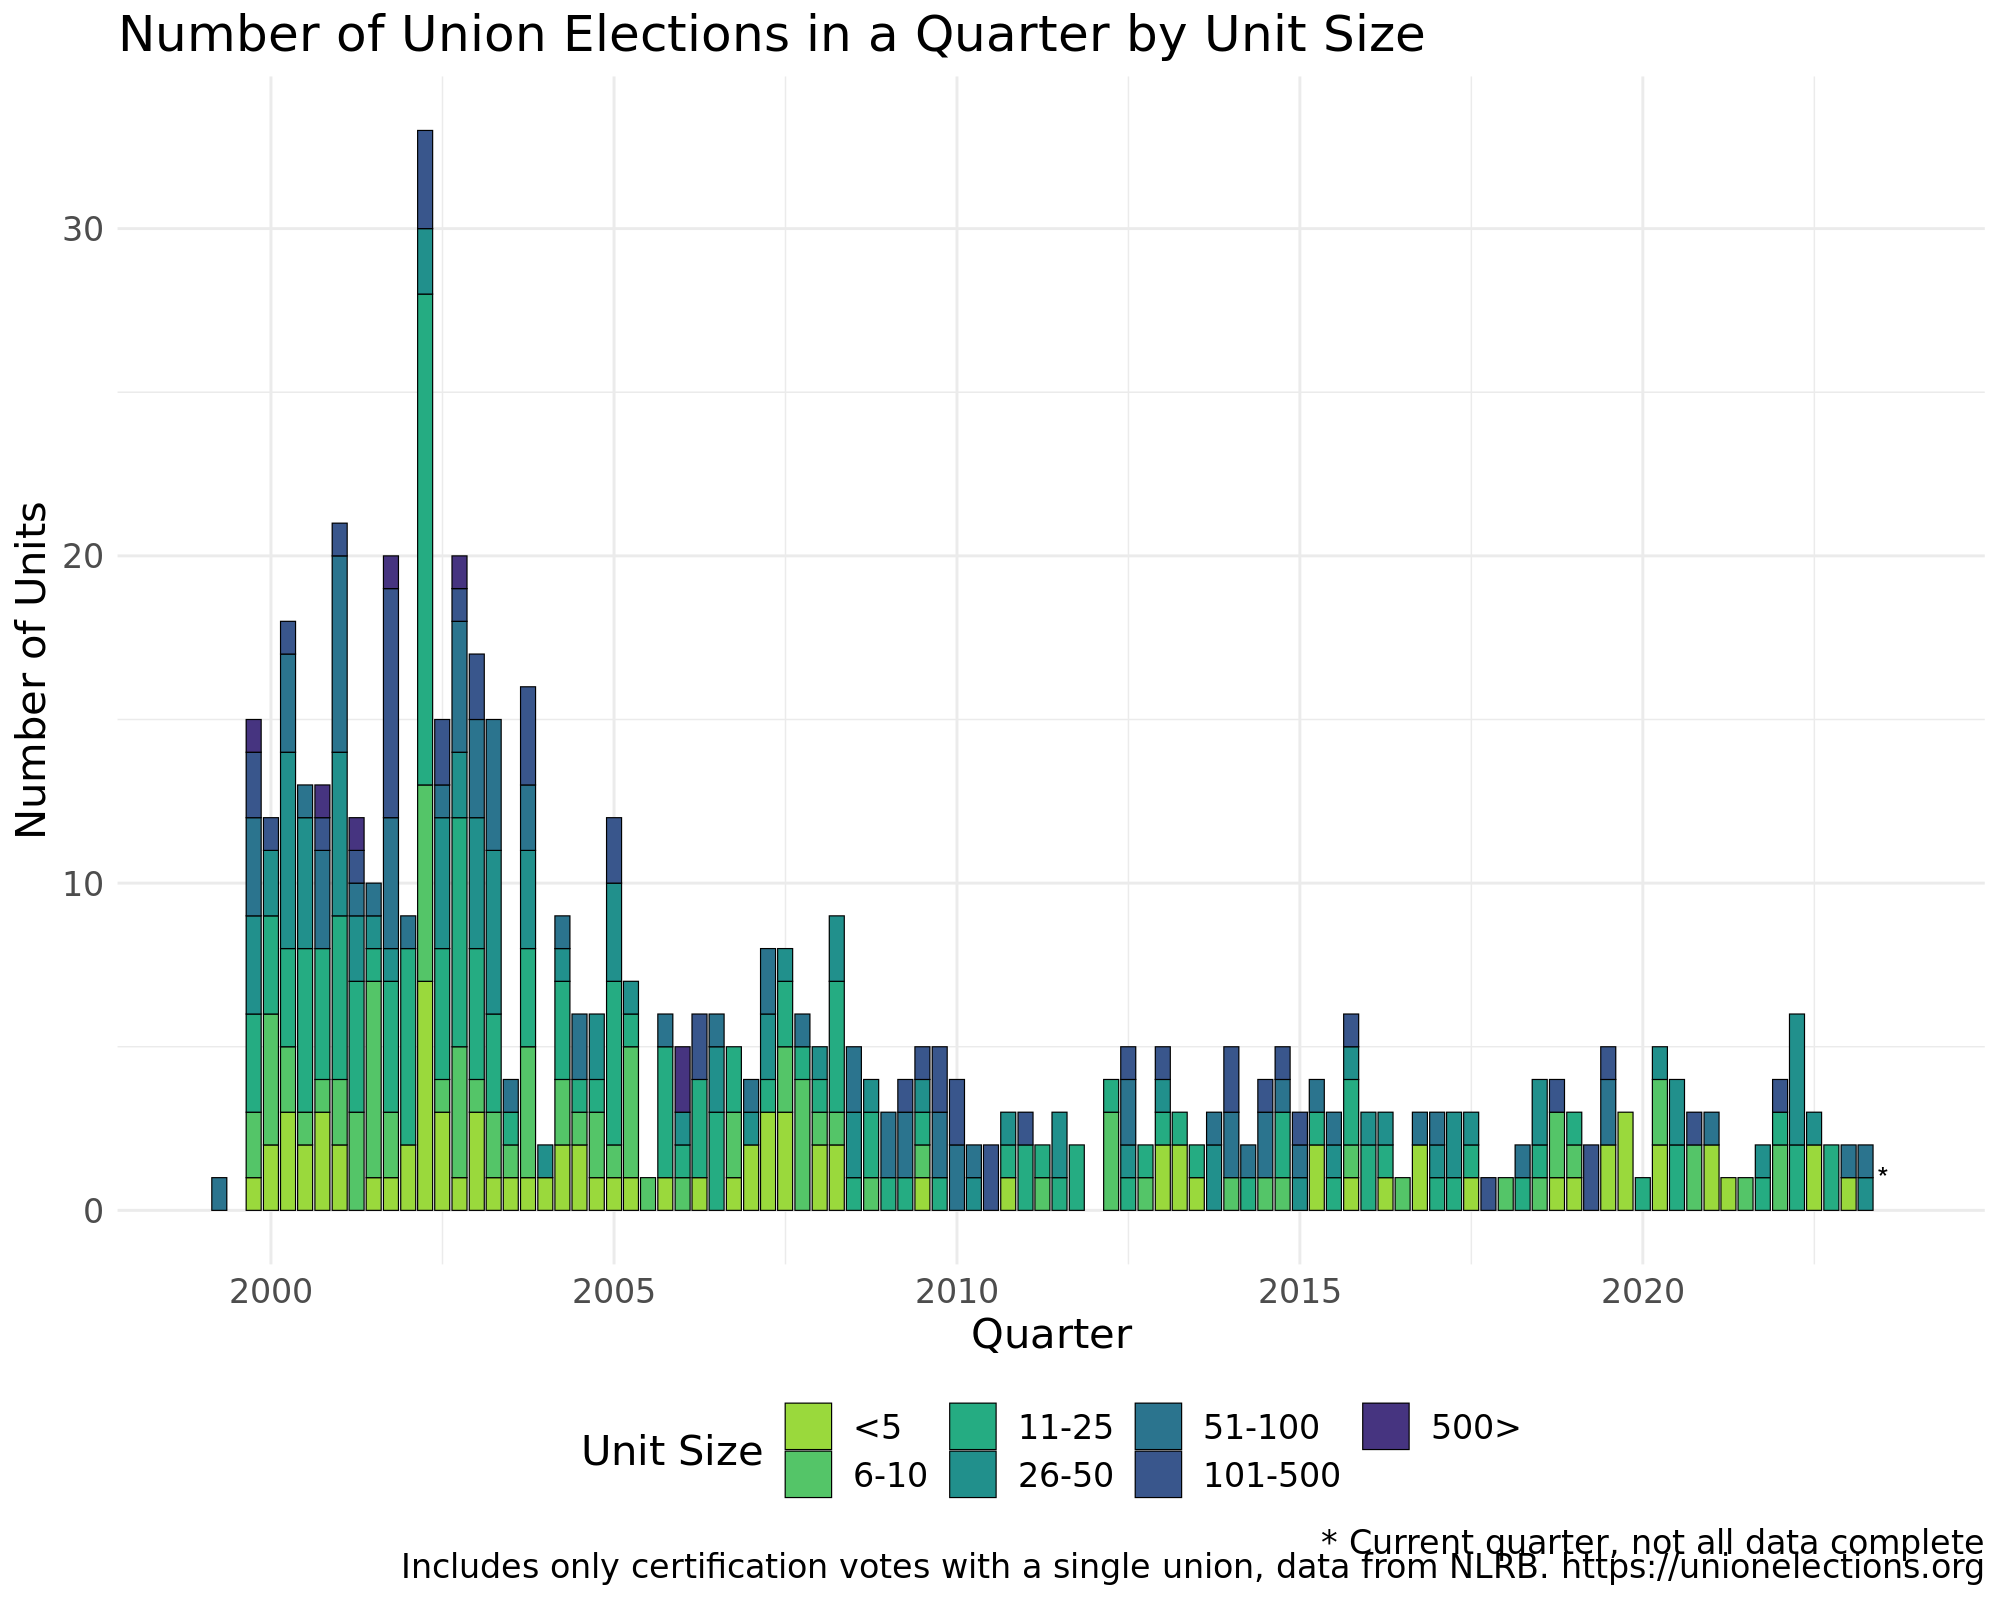 Number of Union Elections in a Quarter by Unit Size
Number of Units
30
20
10
0
*
2000 2005 2010 2015 2020
Quarter
Unit Size
<5 11-25 51-100 500>
6-10 26-50 101-500
* Current quarter, not all data complete
Includes only certification votes with a single union, data from NLRB. https://unionelections.org